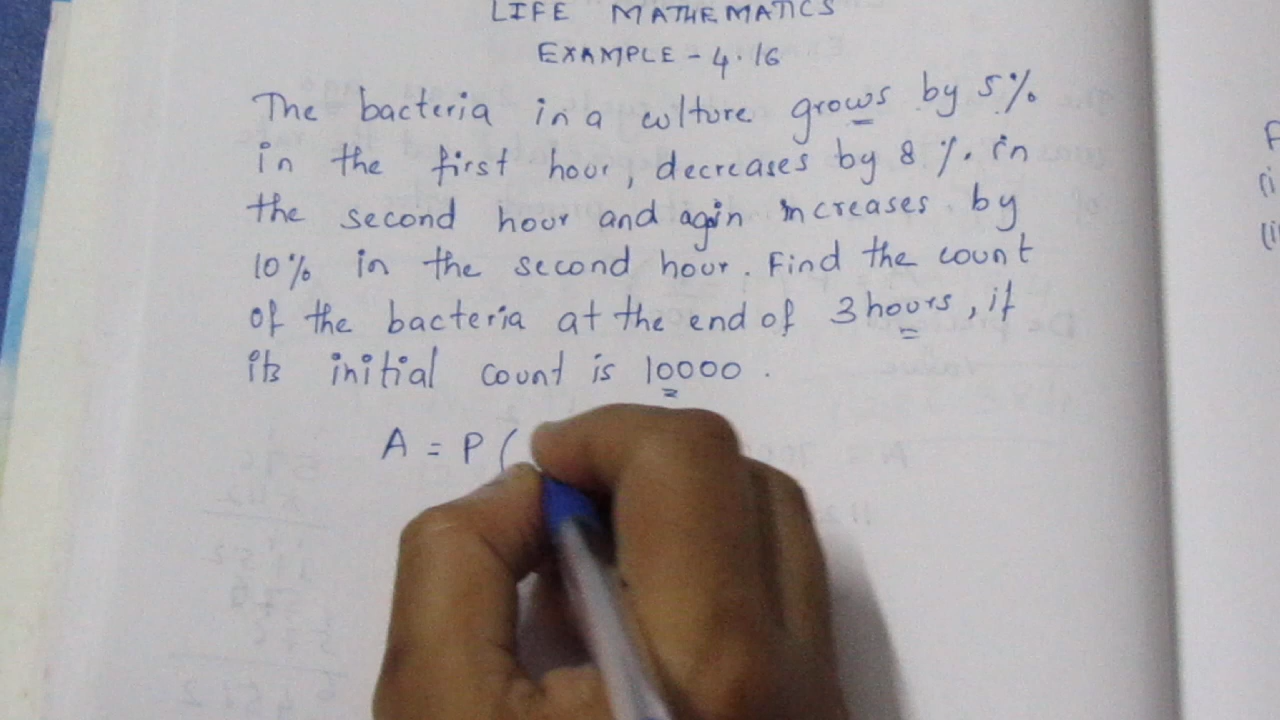 LIFE MATHEMATICS
EXAMPLE - 4.16
The bacteria in a culture grows by 5%
in the first hour, decreases by 8%. in
the second hour and agin increases by
10% in the second hour. Find the count
of the bacteria at the end of 3 hours, if
its initial count is 10000.
A = P (